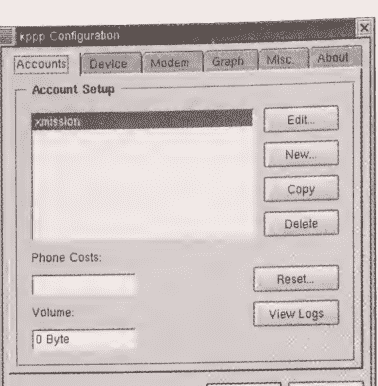 kppp Configuration
Accounts Device Modem Graph Misc. About
Account Setup
xmission
Edit...
New...
Copy
Delete
Phone Costs:
Reset...
Volume:
View Logs
0 Byte